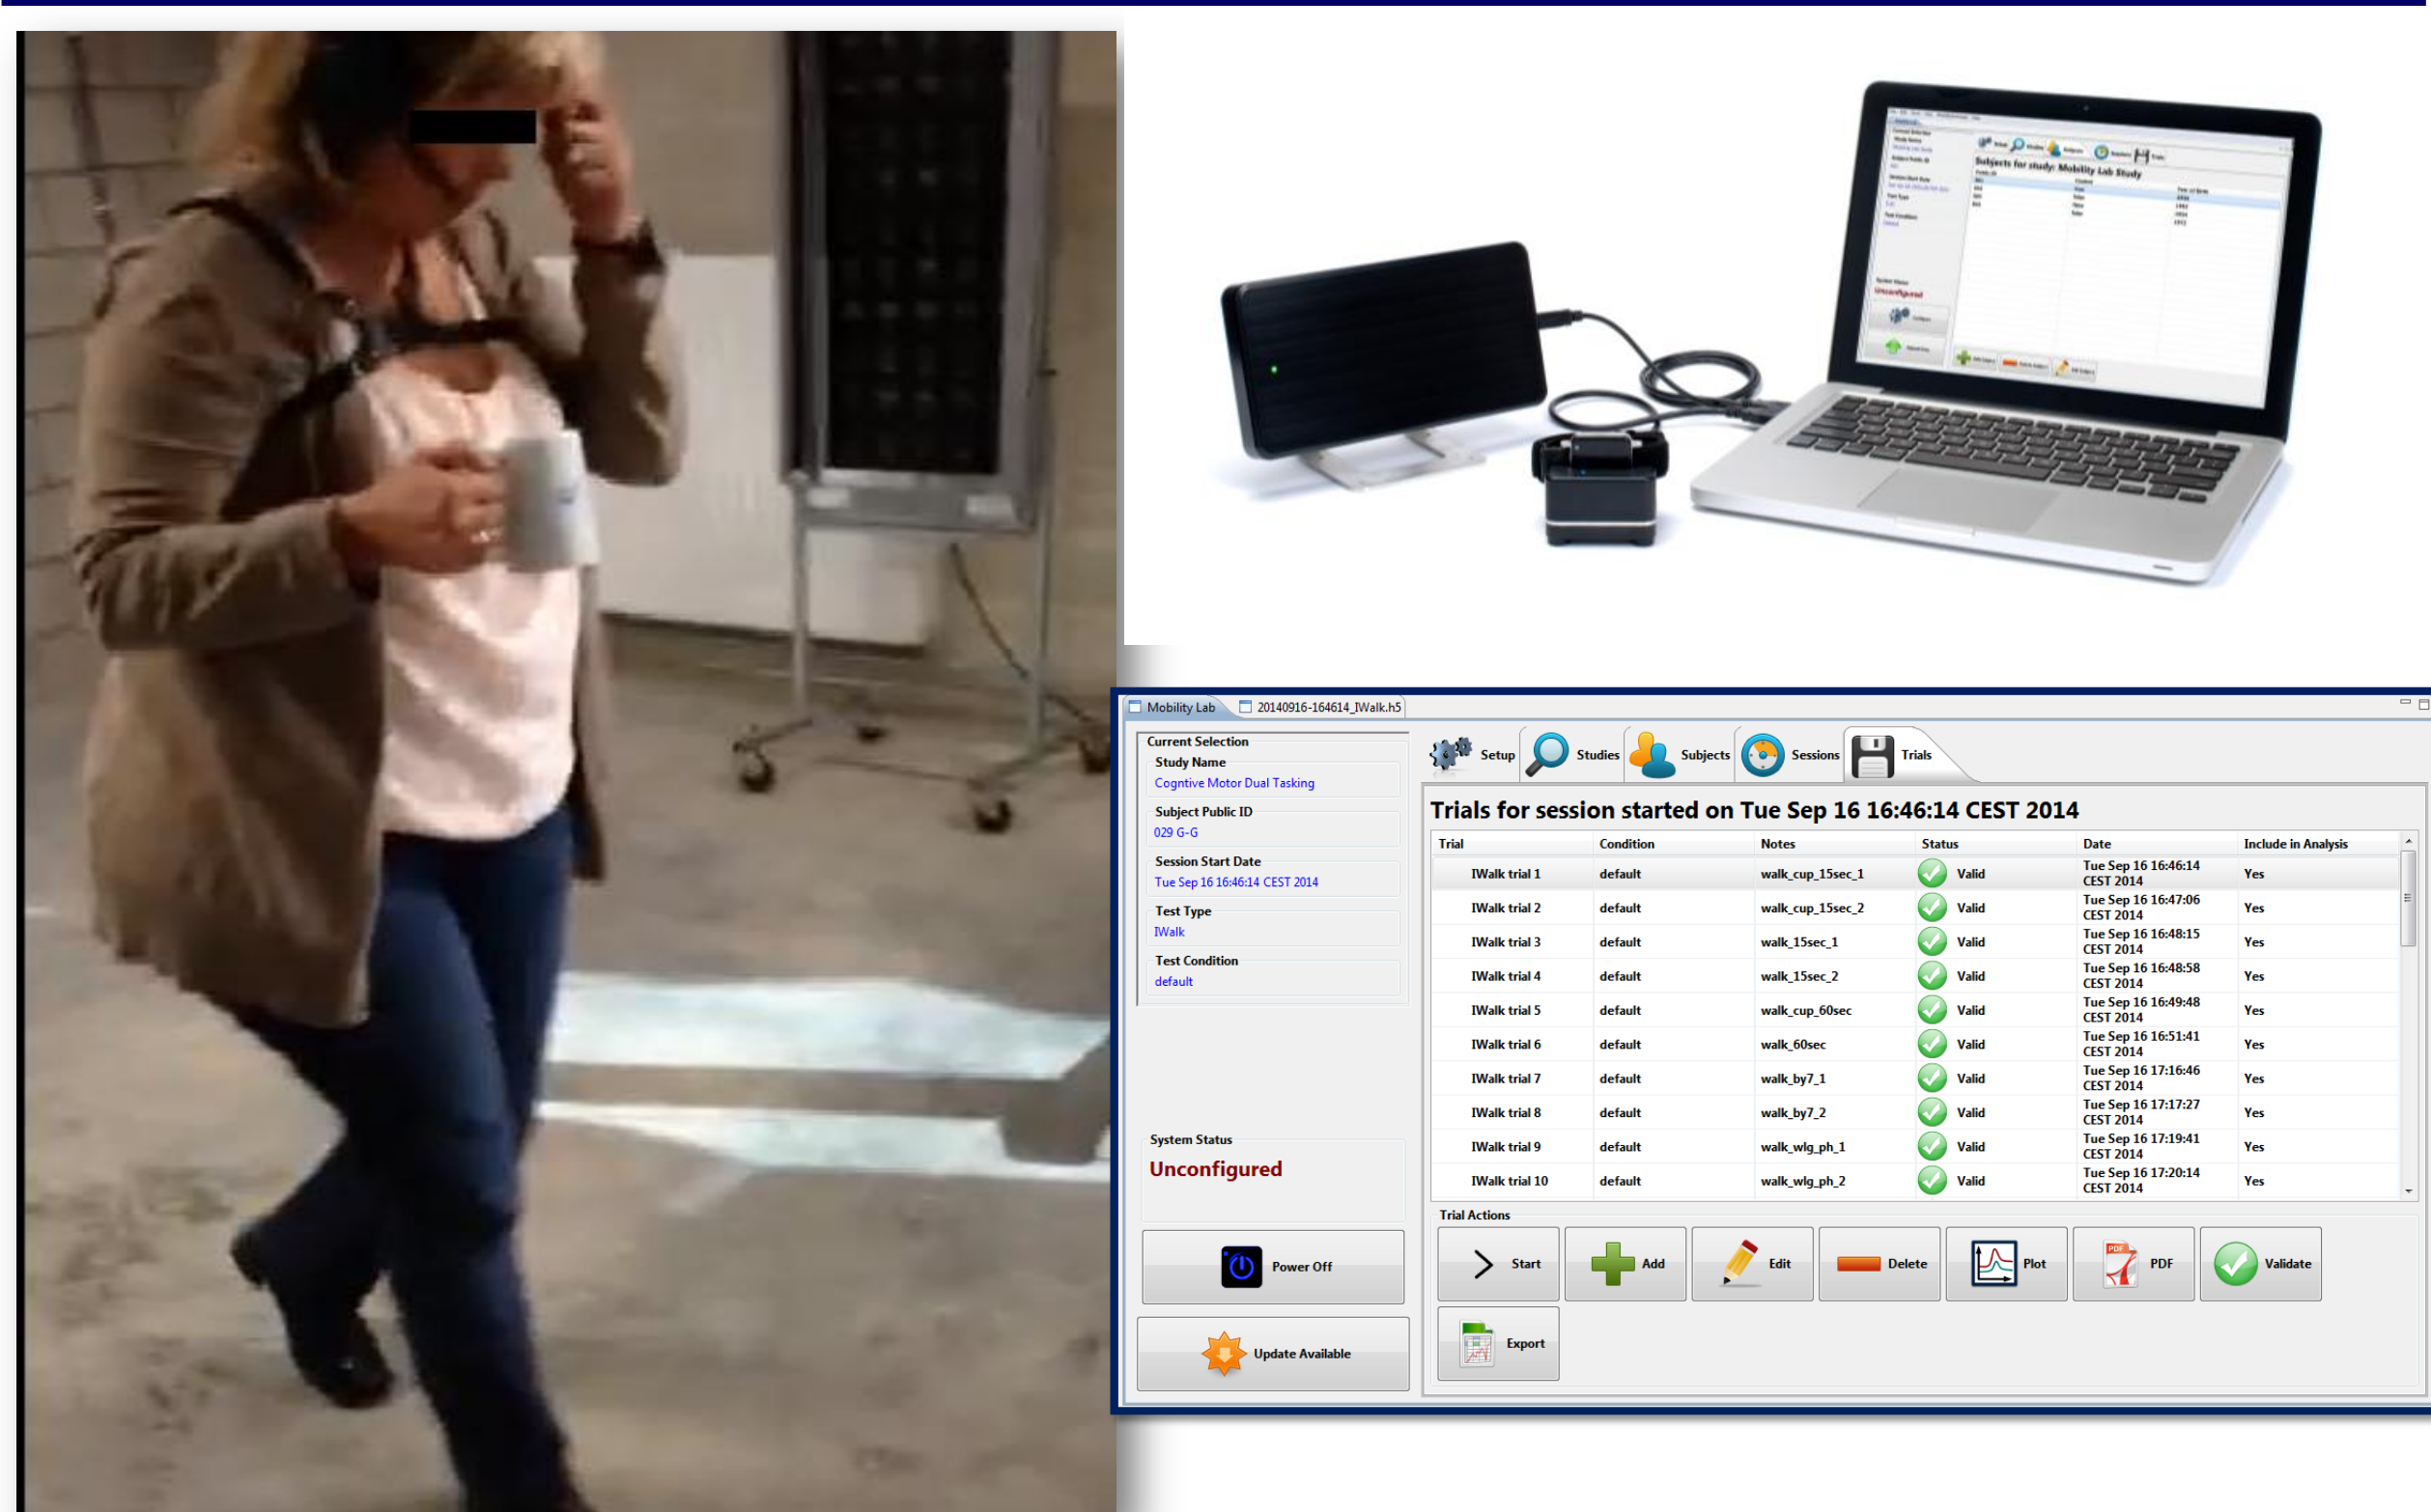 Subjects for study: Mobility Lab Study
Unconfigured
Mobility Lab
20140916-164614_IWalk.h5
Current Selection
Study Name
Cogntive Motor Dual Tasking
Subject Public ID
029 G-G
Session Start Date
Tue Sep 16 16:46:14 CEST 2014
Test Type
IWalk
Test Condition
default
System Status
Unconfigured
Power Off
Update Available
Setup Studies Subjects Sessions Trials
Trials for session started on Tue Sep 16 16:46:14 CEST 2014
Trial Condition Notes Status Date Include in Analysis
IWalk trial 1 default walk_cup_15sec_1 Valid Tue Sep 16 16:46:14 Yes
CEST 2014
IWalk trial 2 default walk_cup_15sec_2 Valid Tue Sep 16 16:47:06 Yes
CEST 2014
IWalk trial 3 default walk_15sec_1 Valid Tue Sep 16 16:48:15 Yes
CEST 2014
IWalk trial 4 default walk_15sec_2 Valid Tue Sep 16 16:48:58 Yes
CEST 2014
IWalk trial 5 default walk_cup_60sec Valid Tue Sep 16 16:49:48 Yes
CEST 2014
IWalk trial 6 default walk_60sec Valid Tue Sep 16 16:51:41 Yes
CEST 2014
IWalk trial 7 default walk_by7_1 Valid Tue Sep 16 17:16:46 Yes
CEST 2014
IWalk trial 8 default walk_by7_2 Valid Tue Sep 16 17:17:27 Yes
CEST 2014
IWalk trial 9 default walk_wlg_ph_1 Valid Tue Sep 16 17:19:41 Yes
CEST 2014
IWalk trial 10 default walk_wlg_ph_2 Valid Tue Sep 16 17:20:14 Yes
CEST 2014
Trial Actions
Start Add Edit Delete Plot PDF Validate
Export